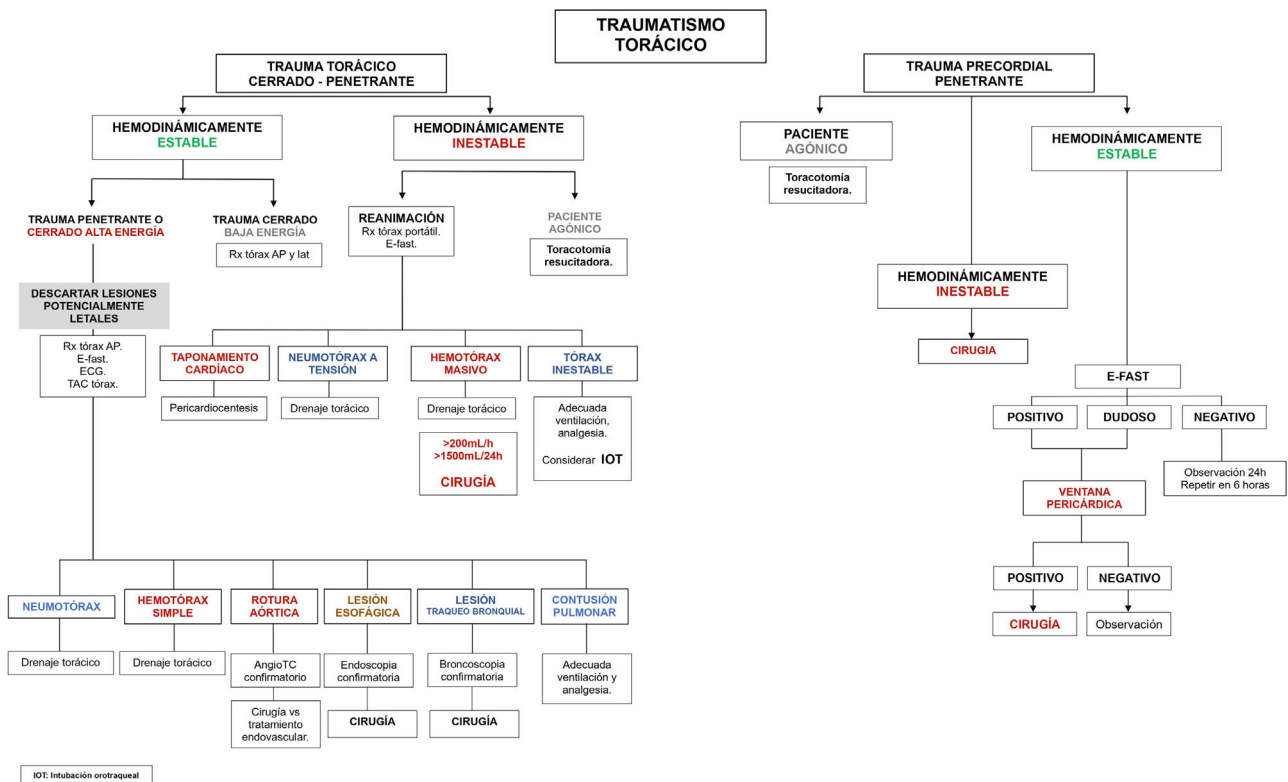 TRAUMATISMO
TORÁCICO
TRAUMA TORÁCICO
CERRADO - PENETRANTE
HEMODINÁMICAMENTE
ESTABLE
HEMODINÁMICAMENTE
INESTABLE
TRAUMA PENETRANTE O
CERRADO ALTA ENERGÍA
TRAUMA CERRADO
BAJA ENERGÍA
Rx tórax AP y lat
REANIMACIÓN
Rx tórax portátil.
E-fast.
PACIENTE
AGÓNICO
Toracotomía
resucitadora.
DESCARTAR LESIONES
POTENCIALMENTE
LETALES
Rx tórax AP.
E-fast.
ECG.
TAC tórax.
TAPONAMIENTO
CARDÍACO
Pericardiocentesis
NEUMOTÓRAX A
TENSIÓN
Drenaje torácico
HEMOTÓRAX
MASIVO
Drenaje torácico
>200mL/h
>1500mL/24h
CIRUGÍA
TÓRAX
INESTABLE
Adecuada
ventilación,
analgesia.
Considerar IOT
NEUMOTÓRAX
Drenaje torácico
HEMOTÓRAX
SIMPLE
Drenaje torácico
ROTURA
AÓRTICA
AngioTC
confirmatorio
Cirugía vs
tratamiento
endovascular.
LESIÓN
ESOFÁGICA
Endoscopia
confirmatoria
CIRUGÍA
LESIÓN
TRAQUEO BRONQUIAL
Broncoscopia
confirmatoria
CIRUGÍA
CONTUSIÓN
PULMONAR
Adecuada
ventilación y
analgesia.
IOT: Intubación orotraqueal
TRAUMA PRECORDIAL
PENETRANTE
PACIENTE
AGÓNICO
Toracotomía
resucitadora.
HEMODINÁMICAMENTE
INESTABLE
CIRUGIA
HEMODINÁMICAMENTE
ESTABLE
E-FAST
POSITIVO
DUDOSO
NEGATIVO
Observación 24h
Repetir en 6 horas
VENTANA
PERICÁRDICA
POSITIVO
NEGATIVO
CIRUGÍA
Observación